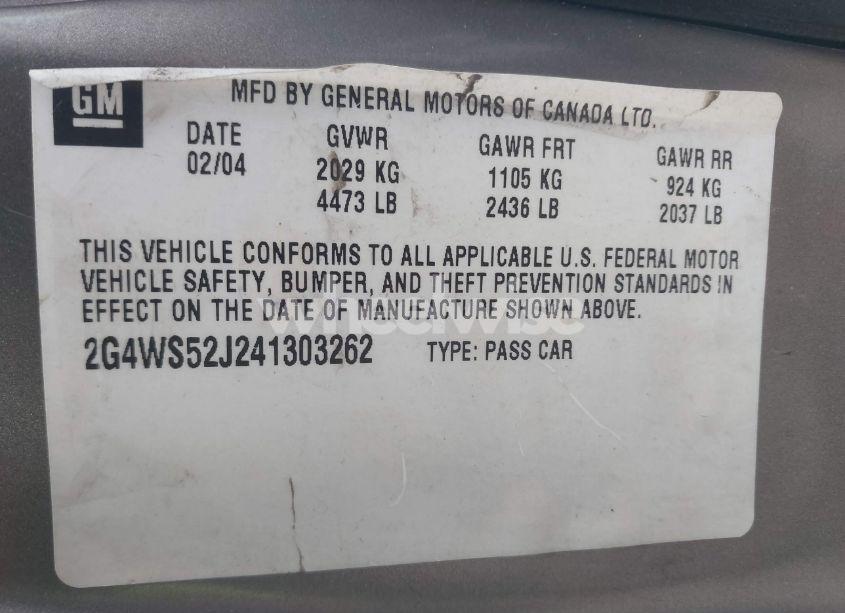 GM
MFD BY GENERAL MOTORS OF CANADA LTD.
DATE GVWR GAWR FRT GAWR RR
02/04 2029 KG 1105 KG 924 KG
4473 LB 2436 LB 2037 LB
THIS VEHICLE CONFORMS TO ALL APPLICABLE U.S. FEDERAL MOTOR
VEHICLE SAFETY, BUMPER, AND THEFT PREVENTION STANDARDS IN
EFFECT ON THE DATE OF MANUFACTURE SHOWN ABOVE.
wheelwise
2G4WS52J241303262 TYPE: PASS CAR